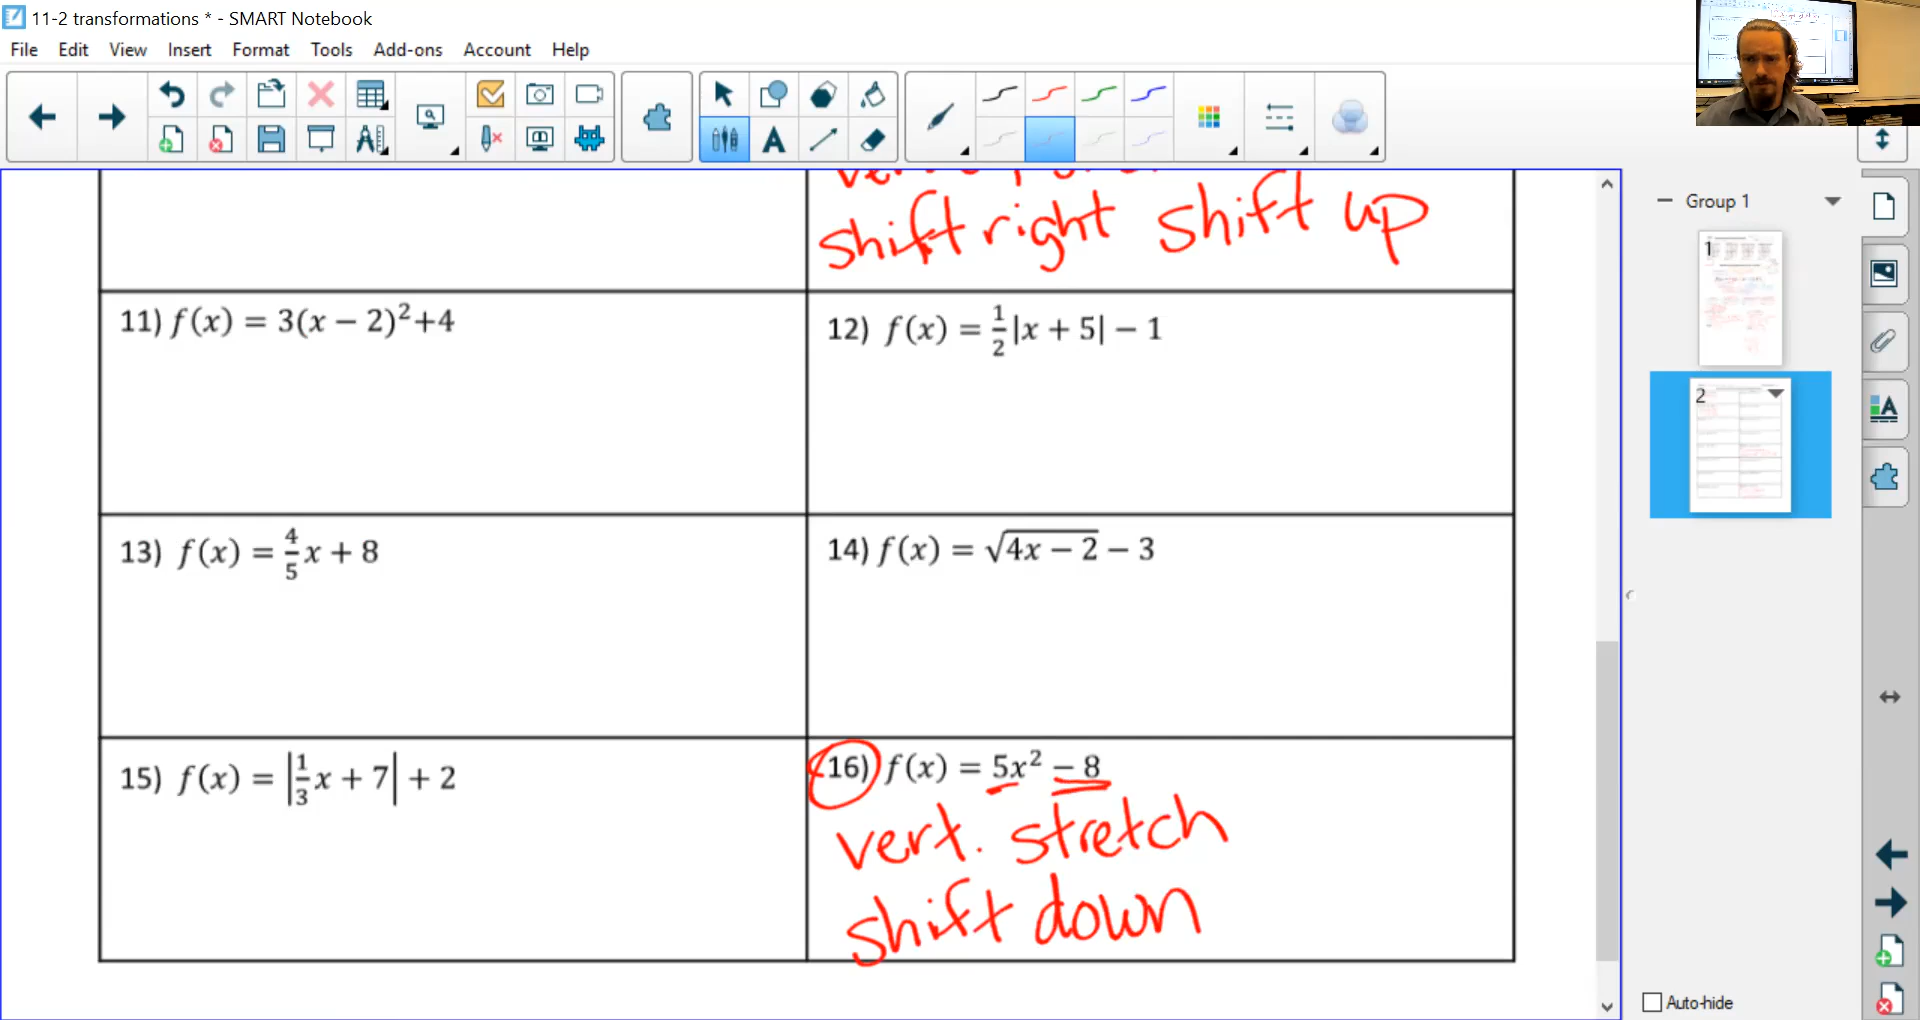 11-2 transformations * - SMART Notebook
File Edit View Insert Format Tools Add-ons Account Help
Group 1
1
2
shift right shift up
11) f(x) = 3(x − 2)²+4
12) f(x) = 1/2|x + 5| − 1
13) f(x) = 4/5x + 8
14) f(x) = √(4x − 2) − 3
15) f(x) = |1/3x + 7| + 2
16) f(x) = 5x² − 8
vert. stretch
shift down
Auto-hide